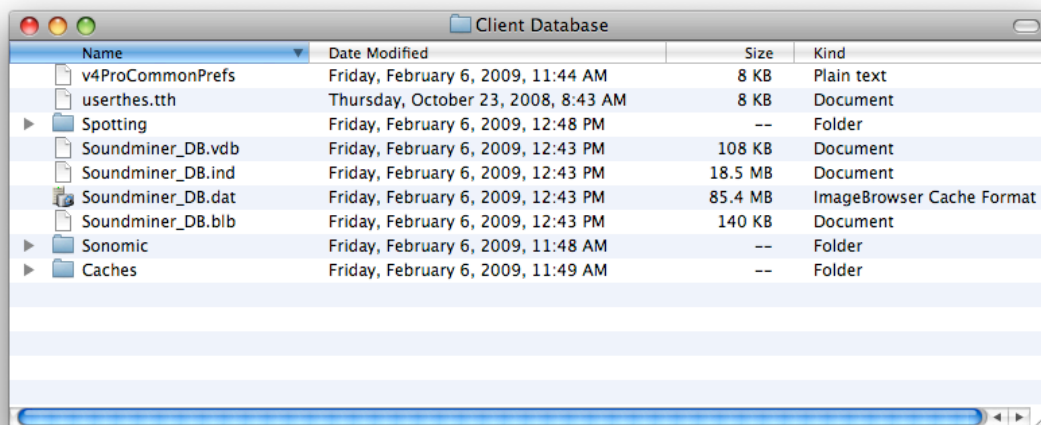 Client Database
Name Date Modified Size Kind
v4ProCommonPrefs Friday, February 6, 2009, 11:44 AM 8 KB Plain text
userthes.tth Thursday, October 23, 2008, 8:43 AM 8 KB Document
Spotting Friday, February 6, 2009, 12:48 PM -- Folder
Soundminer_DB.vdb Friday, February 6, 2009, 12:43 PM 108 KB Document
Soundminer_DB.ind Friday, February 6, 2009, 12:43 PM 18.5 MB Document
Soundminer_DB.dat Friday, February 6, 2009, 12:43 PM 85.4 MB ImageBrowser Cache Format
Soundminer_DB.blb Friday, February 6, 2009, 12:43 PM 140 KB Document
Sonomic Friday, February 6, 2009, 11:48 AM -- Folder
Caches Friday, February 6, 2009, 11:49 AM -- Folder